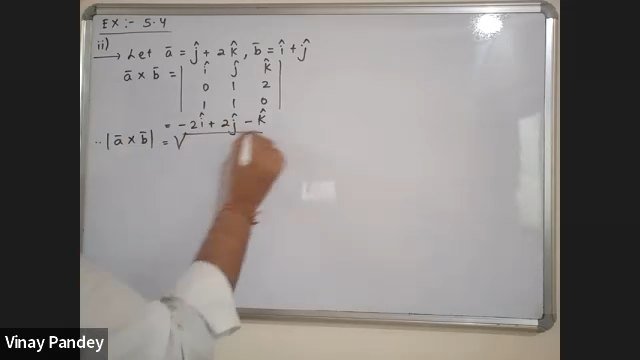 EX :- 5.4
ii)
→ Let a̅ = ĵ + 2k̂, b̅ = î + ĵ
a̅ × b̅ = | î ĵ k̂ |
| 0 1 2 |
| 1 1 0 |
= -2î + 2ĵ - k̂
∴ |a̅ × b̅| = √
Vinay Pandey